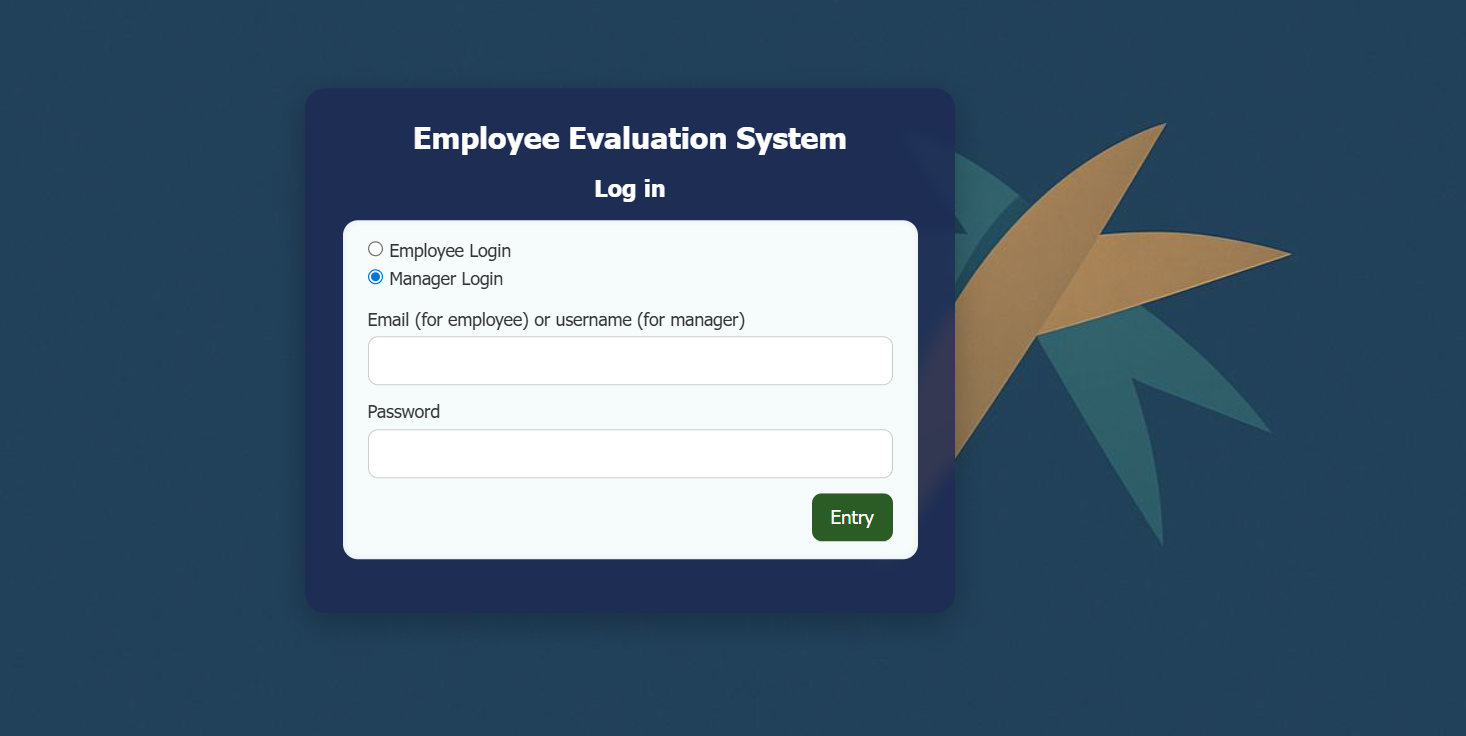 Employee Evaluation System
Log in
Employee Login
Manager Login
Email (for employee) or username (for manager)
Password
Entry